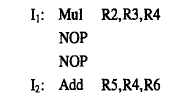 I₁: Mul R2,R3,R4
NOP
NOP
I₂: Add R5,R4,R6